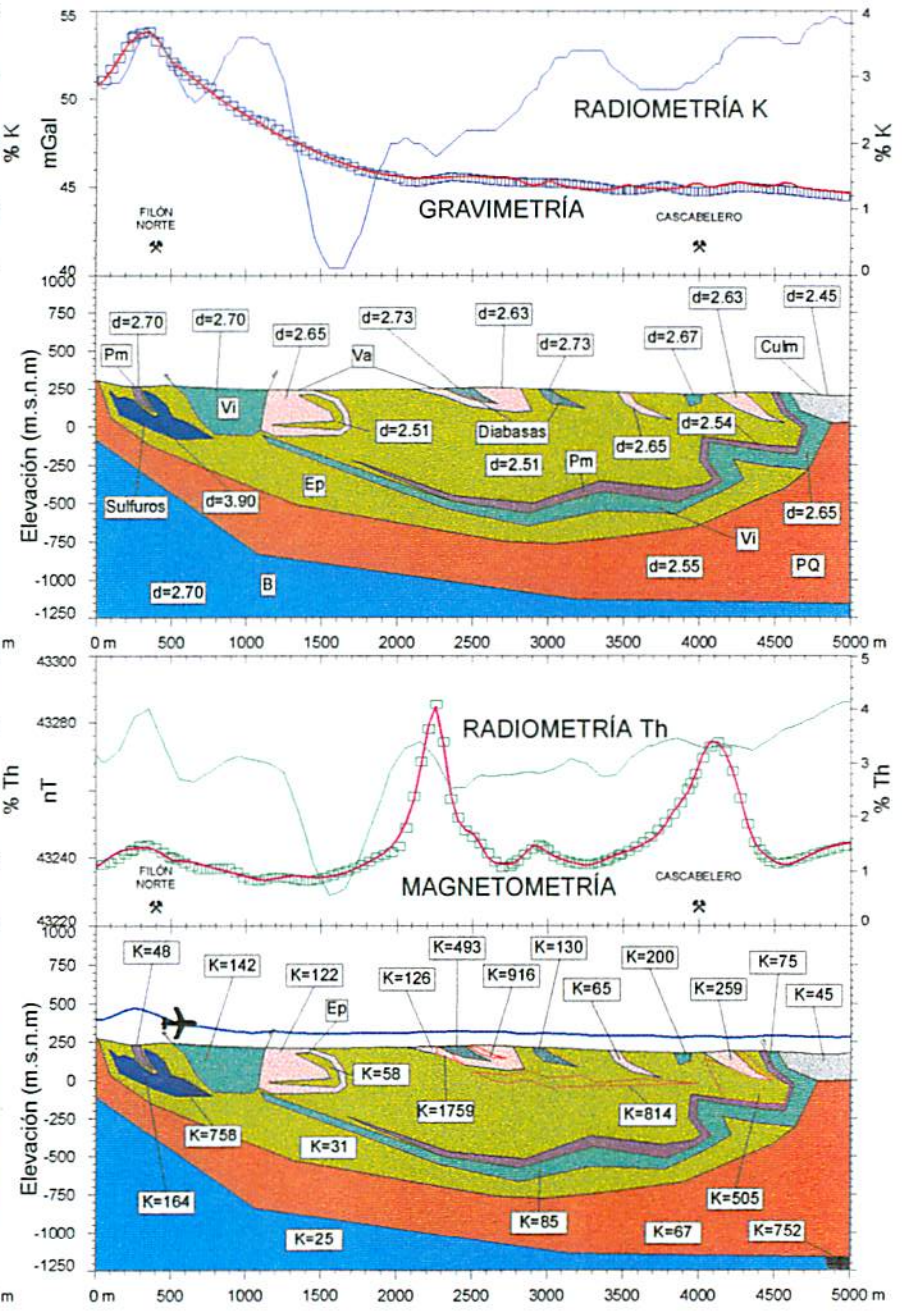 55
50
45
40
% K
mGal
4
3
2
1
0
% K
RADIOMETRÍA K
GRAVIMETRÍA
FILÓN
NORTE
CASCABELERO
1000
750
500
250
0
-250
-500
-750
-1000
-1250
Elevación (m.s.n.m)
d=2.70
d=2.70
d=2.65
d=2.73
d=2.63
d=2.73
d=2.67
d=2.63
d=2.45
Pm
Va
Culm
Vi
d=2.51
Diabasas
d=2.54
d=2.65
d=2.51
Pm
Ep
Sulfuros
d=3.90
d=2.65
Vi
d=2.55
PQ
B
d=2.70
m
0 m
500
1000
1500
2000
2500
3000
3500
4000
4500
5000 m
43300
43280
43240
43220
% Th
nT
5
4
3
2
1
0
% Th
RADIOMETRÍA Th
MAGNETOMETRÍA
FILÓN
NORTE
CASCABELERO
1000
750
500
250
0
-250
-500
-750
-1000
-1250
Elevación (m.s.n.m)
K=48
K=142
K=122
K=126
K=493
K=916
K=130
K=65
K=200
K=259
K=75
K=45
Ep
K=58
K=1759
K=814
K=758
K=31
K=164
K=85
K=505
K=25
K=67
K=752
m
0 m
500
1000
1500
2000
2500
3000
3500
4000
4500
5000 m